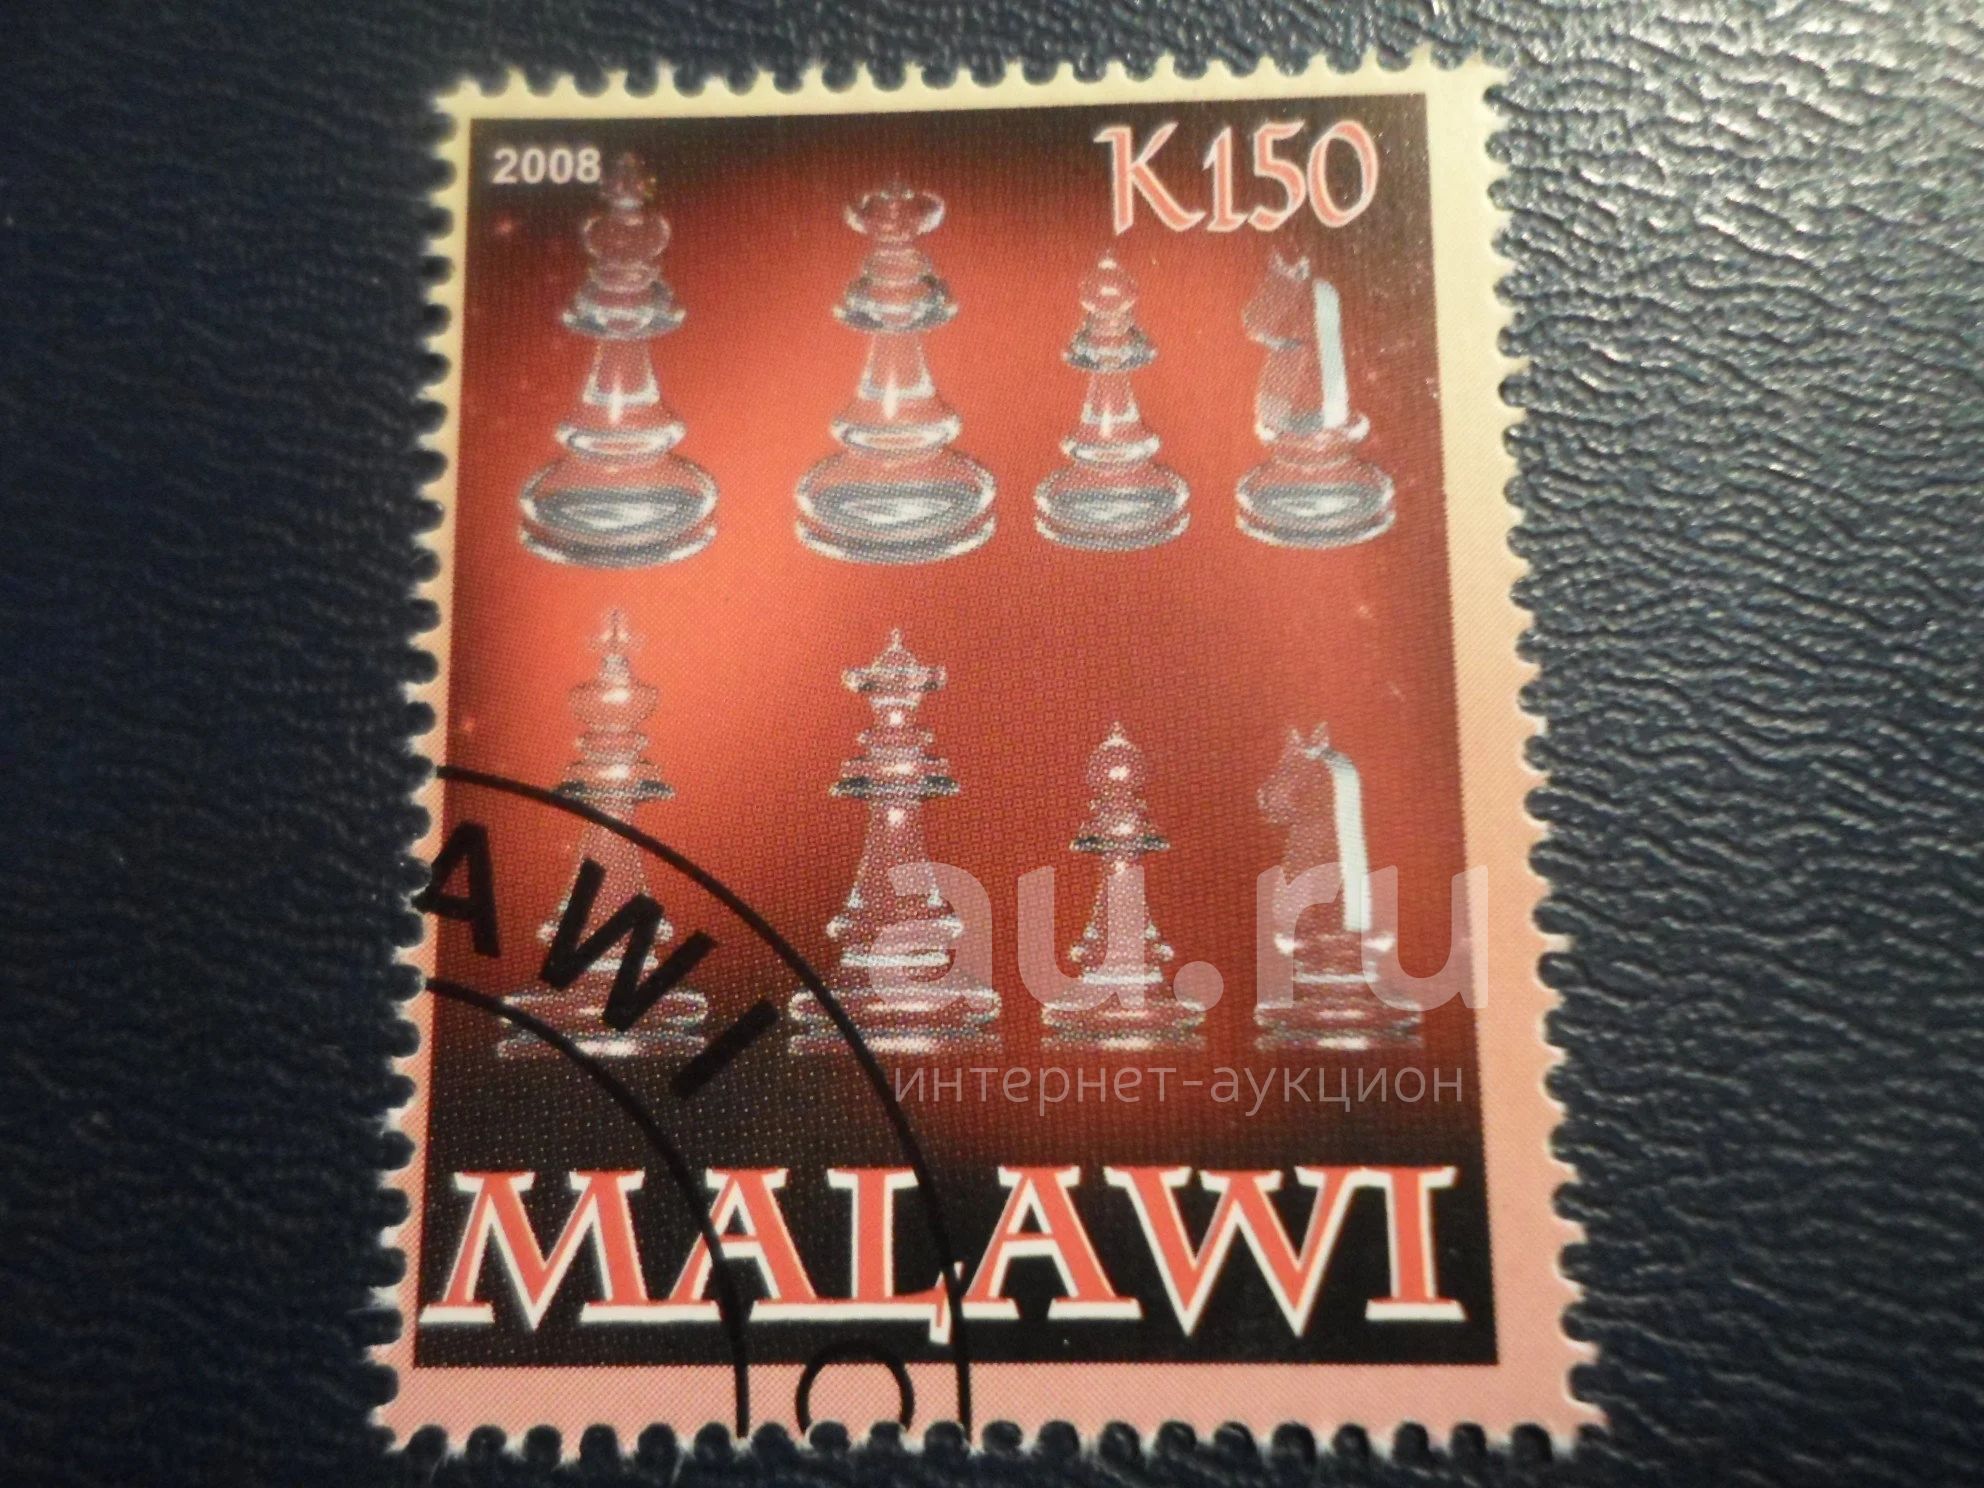 2008
K150
AWI
au.ru
интернет-аукцион
MALAWI